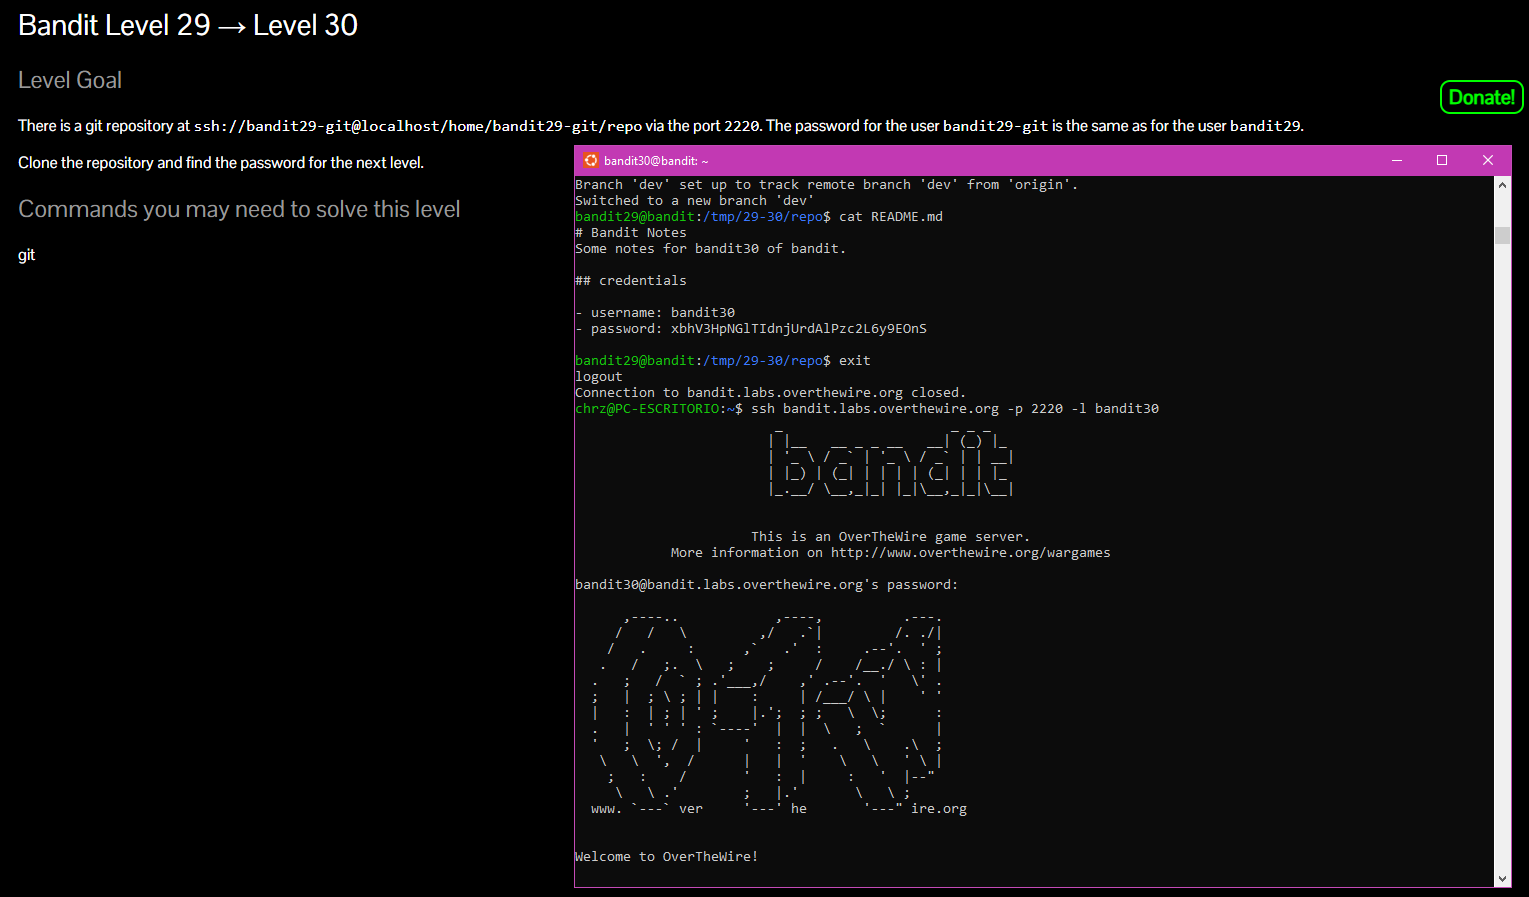 Bandit Level 29 → Level 30
Level Goal
Donate!
There is a git repository at ssh://bandit29-git@localhost/home/bandit29-git/repo via the port 2220. The password for the user bandit29-git is the same as for the user bandit29.
Clone the repository and find the password for the next level.
Commands you may need to solve this level
git
bandit30@bandit: ~
Branch 'dev' set up to track remote branch 'dev' from 'origin'.
Switched to a new branch 'dev'
bandit29@bandit:/tmp/29-30/repo$ cat README.md
# Bandit Notes
Some notes for bandit30 of bandit.
## credentials
- username: bandit30
- password: xbhV3HpNGlTIdnjUrdAlPzc2L6y9EOnS
bandit29@bandit:/tmp/29-30/repo$ exit
logout
Connection to bandit.labs.overthewire.org closed.
chrz@PC-ESCRITORIO:~$ ssh bandit.labs.overthewire.org -p 2220 -l bandit30
bandit
This is an OverTheWire game server.
More information on http://www.overthewire.org/wargames
bandit30@bandit.labs.overthewire.org's password:
www. `---` ver '---' he '---" ire.org
Welcome to OverTheWire!